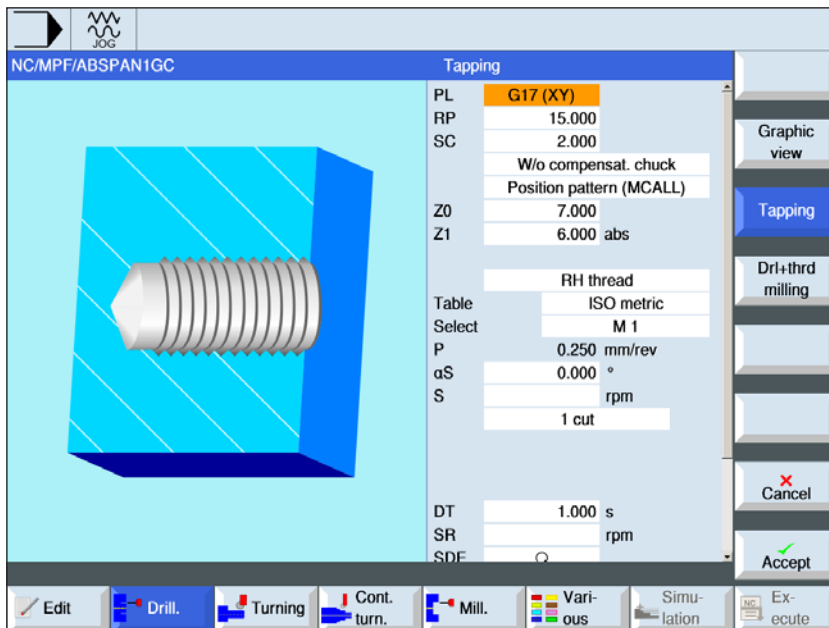 JOG
NC/MPF/ABSPAN1GC
Tapping
PL G17 (XY)
RP 15.000
SC 2.000
W/o compensat. chuck
Position pattern (MCALL)
Z0 7.000
Z1 6.000 abs
RH thread
Table ISO metric
Select M 1
P 0.250 mm/rev
αS 0.000 °
S rpm
1 cut
DT 1.000 s
SR rpm
SDE
Graphic
view
Tapping
Drl+thrd
milling
Cancel
Accept
Edit
Drill.
Turning
Cont.
turn.
Mill.
Vari-
ous
Simu-
lation
NC
Ex-
ecute